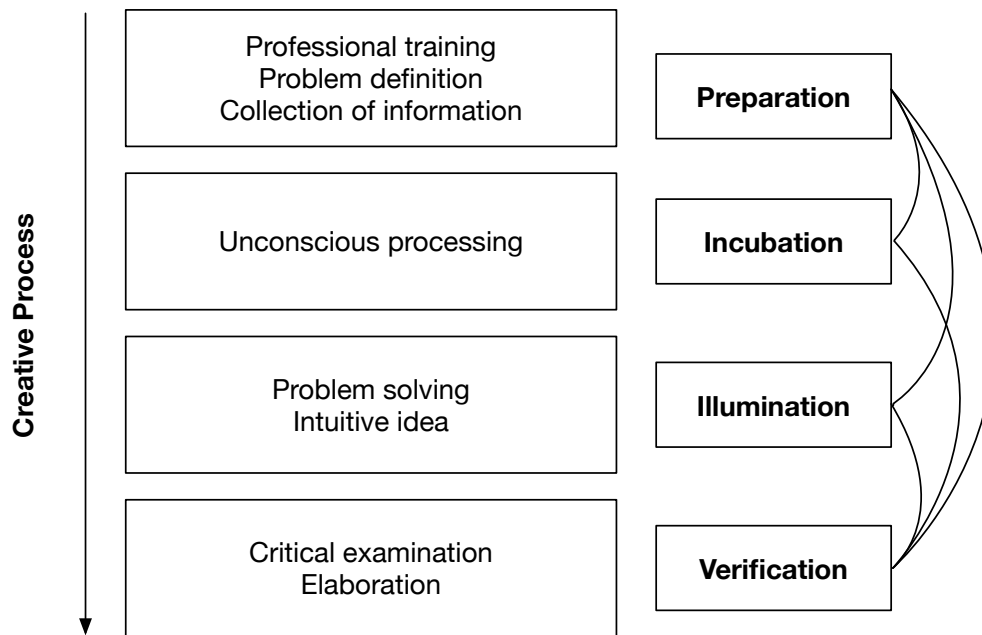 Creative Process
Professional training
Problem definition
Collection of information
Preparation
Unconscious processing
Incubation
Problem solving
Intuitive idea
Illumination
Critical examination
Elaboration
Verification